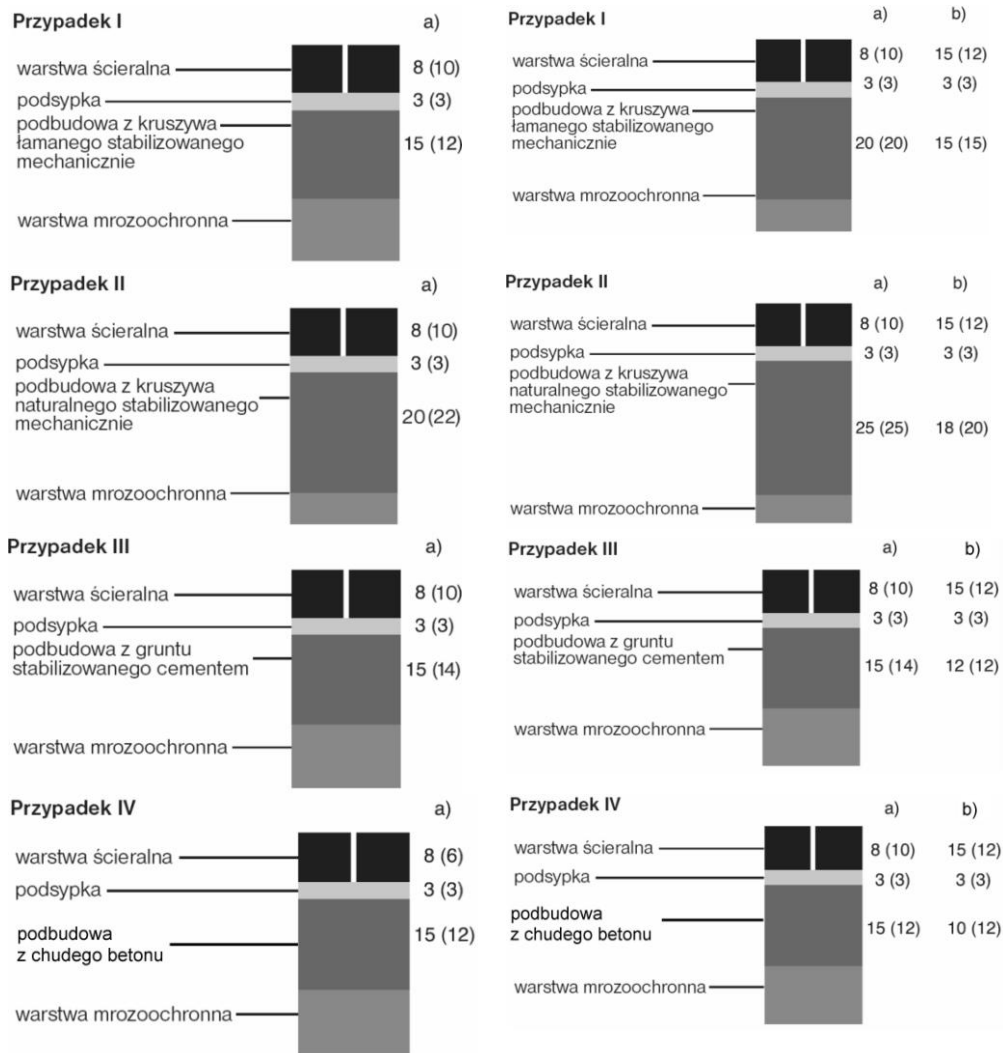 Przypadek I a)
warstwa ścieralna 8 (10)
podsypka 3 (3)
podbudowa z kruszywa
łamanego stabilizowanego 15 (12)
mechanicznie
warstwa mrozoochronna
Przypadek II a)
warstwa ścieralna 8 (10)
podsypka 3 (3)
podbudowa z kruszywa
naturalnego stabilizowanego
mechanicznie 20 (22)
warstwa mrozoochronna
Przypadek III a)
warstwa ścieralna 8 (10)
podsypka 3 (3)
podbudowa z gruntu
stabilizowanego cementem 15 (14)
warstwa mrozoochronna
Przypadek IV a)
warstwa ścieralna 8 (6)
podsypka 3 (3)
podbudowa 15 (12)
z chudego betonu
warstwa mrozoochronna
Przypadek I a) b)
warstwa ścieralna 8 (10) 15 (12)
podsypka 3 (3) 3 (3)
podbudowa z kruszywa
łamanego stabilizowanego
mechanicznie 20 (20) 15 (15)
warstwa mrozoochronna
Przypadek II a) b)
warstwa ścieralna 8 (10) 15 (12)
podsypka 3 (3) 3 (3)
podbudowa z kruszywa
naturalnego stabilizowanego
mechanicznie
25 (25) 18 (20)
warstwa mrozoochronna
Przypadek III a) b)
warstwa ścieralna 8 (10) 15 (12)
podsypka 3 (3) 3 (3)
podbudowa z gruntu
stabilizowanego cementem 15 (14) 12 (12)
warstwa mrozoochronna
Przypadek IV a) b)
warstwa ścieralna 8 (10) 15 (12)
podsypka 3 (3) 3 (3)
podbudowa
z chudego betonu 15 (12) 10 (12)
warstwa mrozoochronna